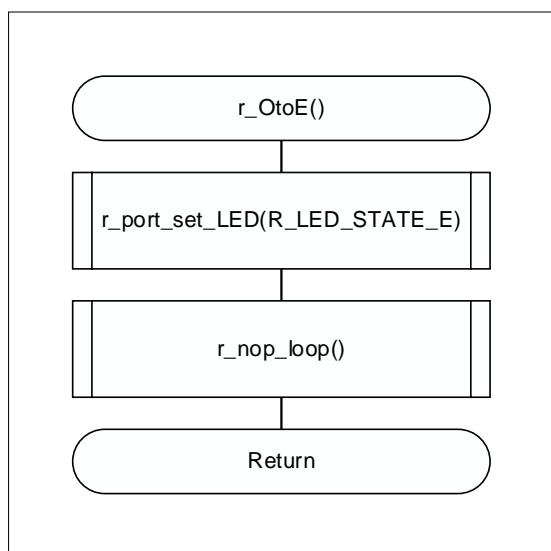 r_OtoE()
r_port_set_LED(R_LED_STATE_E)
r_nop_loop()
Return